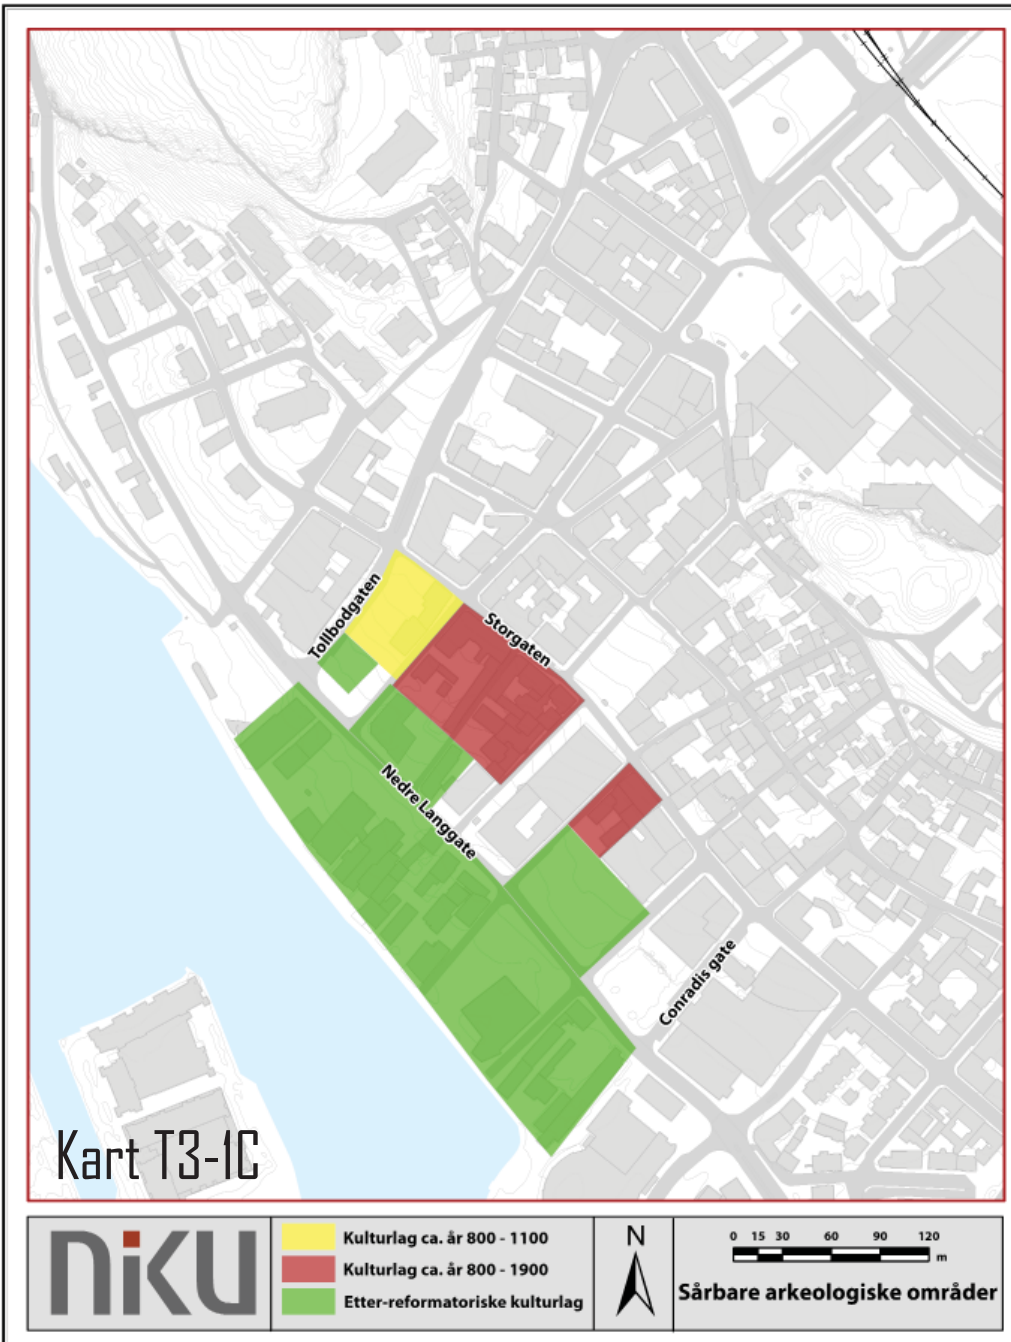 Tollbodgaten
Storgaten
Nedre Langgate
Conradis gate
Kart T3-1C
niku
Kulturlag ca. år 800 - 1100
Kulturlag ca. år 800 - 1900
Etter-reformatoriske kulturlag
N
0 15 30 60 90 120
m
Sårbare arkeologiske områder